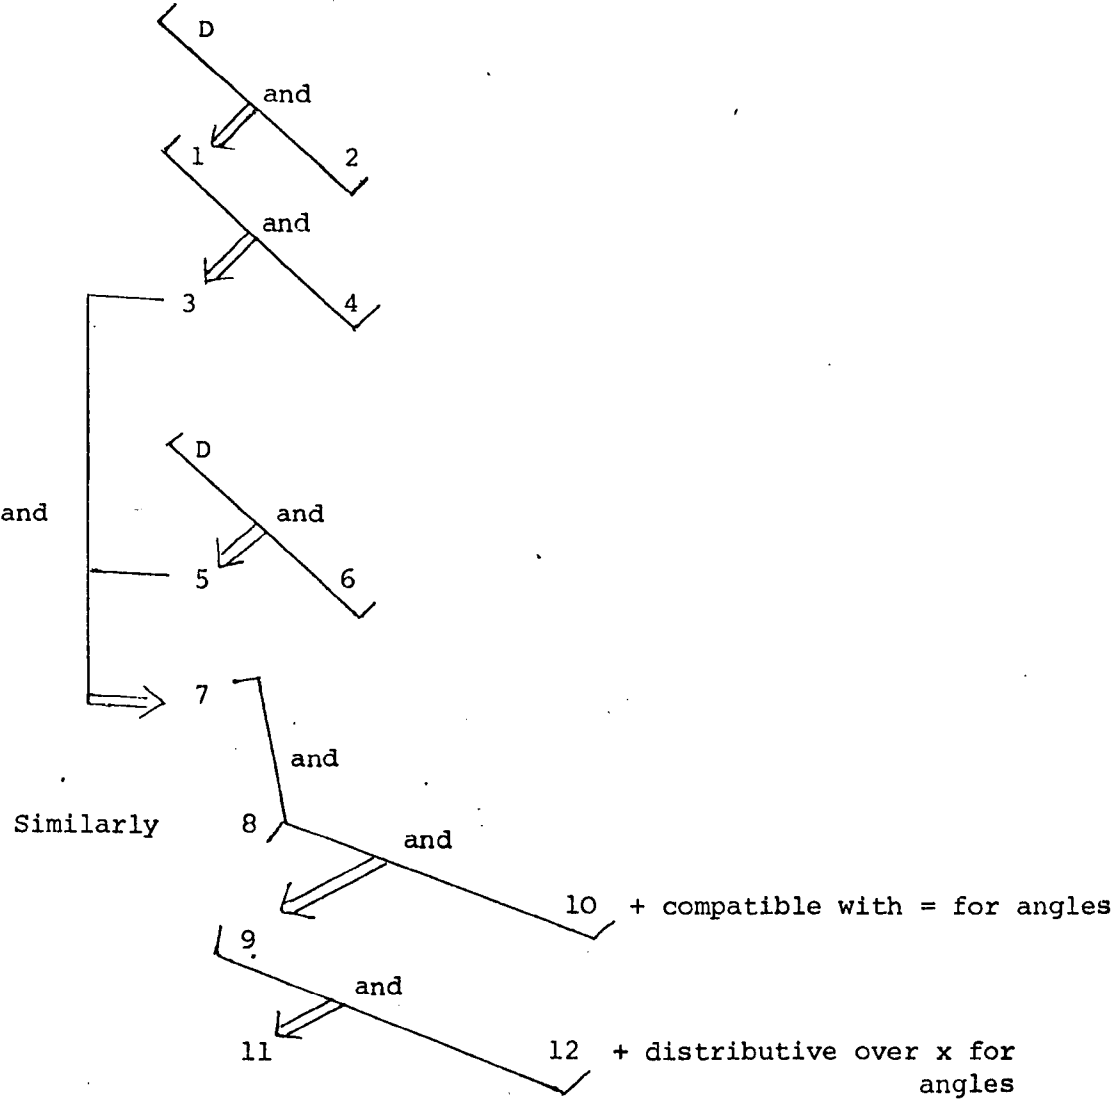 D
and
1 2
and
3 4
D
and and
5 6
7
and
Similarly 8 and
10 + compatible with = for angles
9.
and
11 12 + distributive over x for
angles